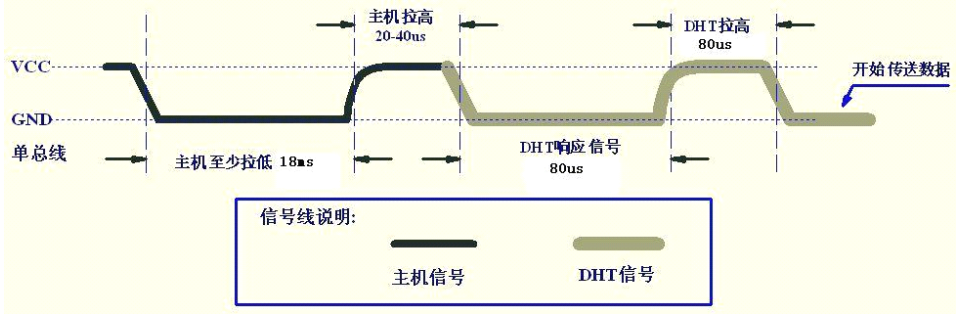 主机拉高
20-40us
DHT拉高
80us
VCC
开始传送数据
GND
单总线
主机至少拉低 18ms
DHT响应信号
80us
信号线说明:
主机信号
DHT信号